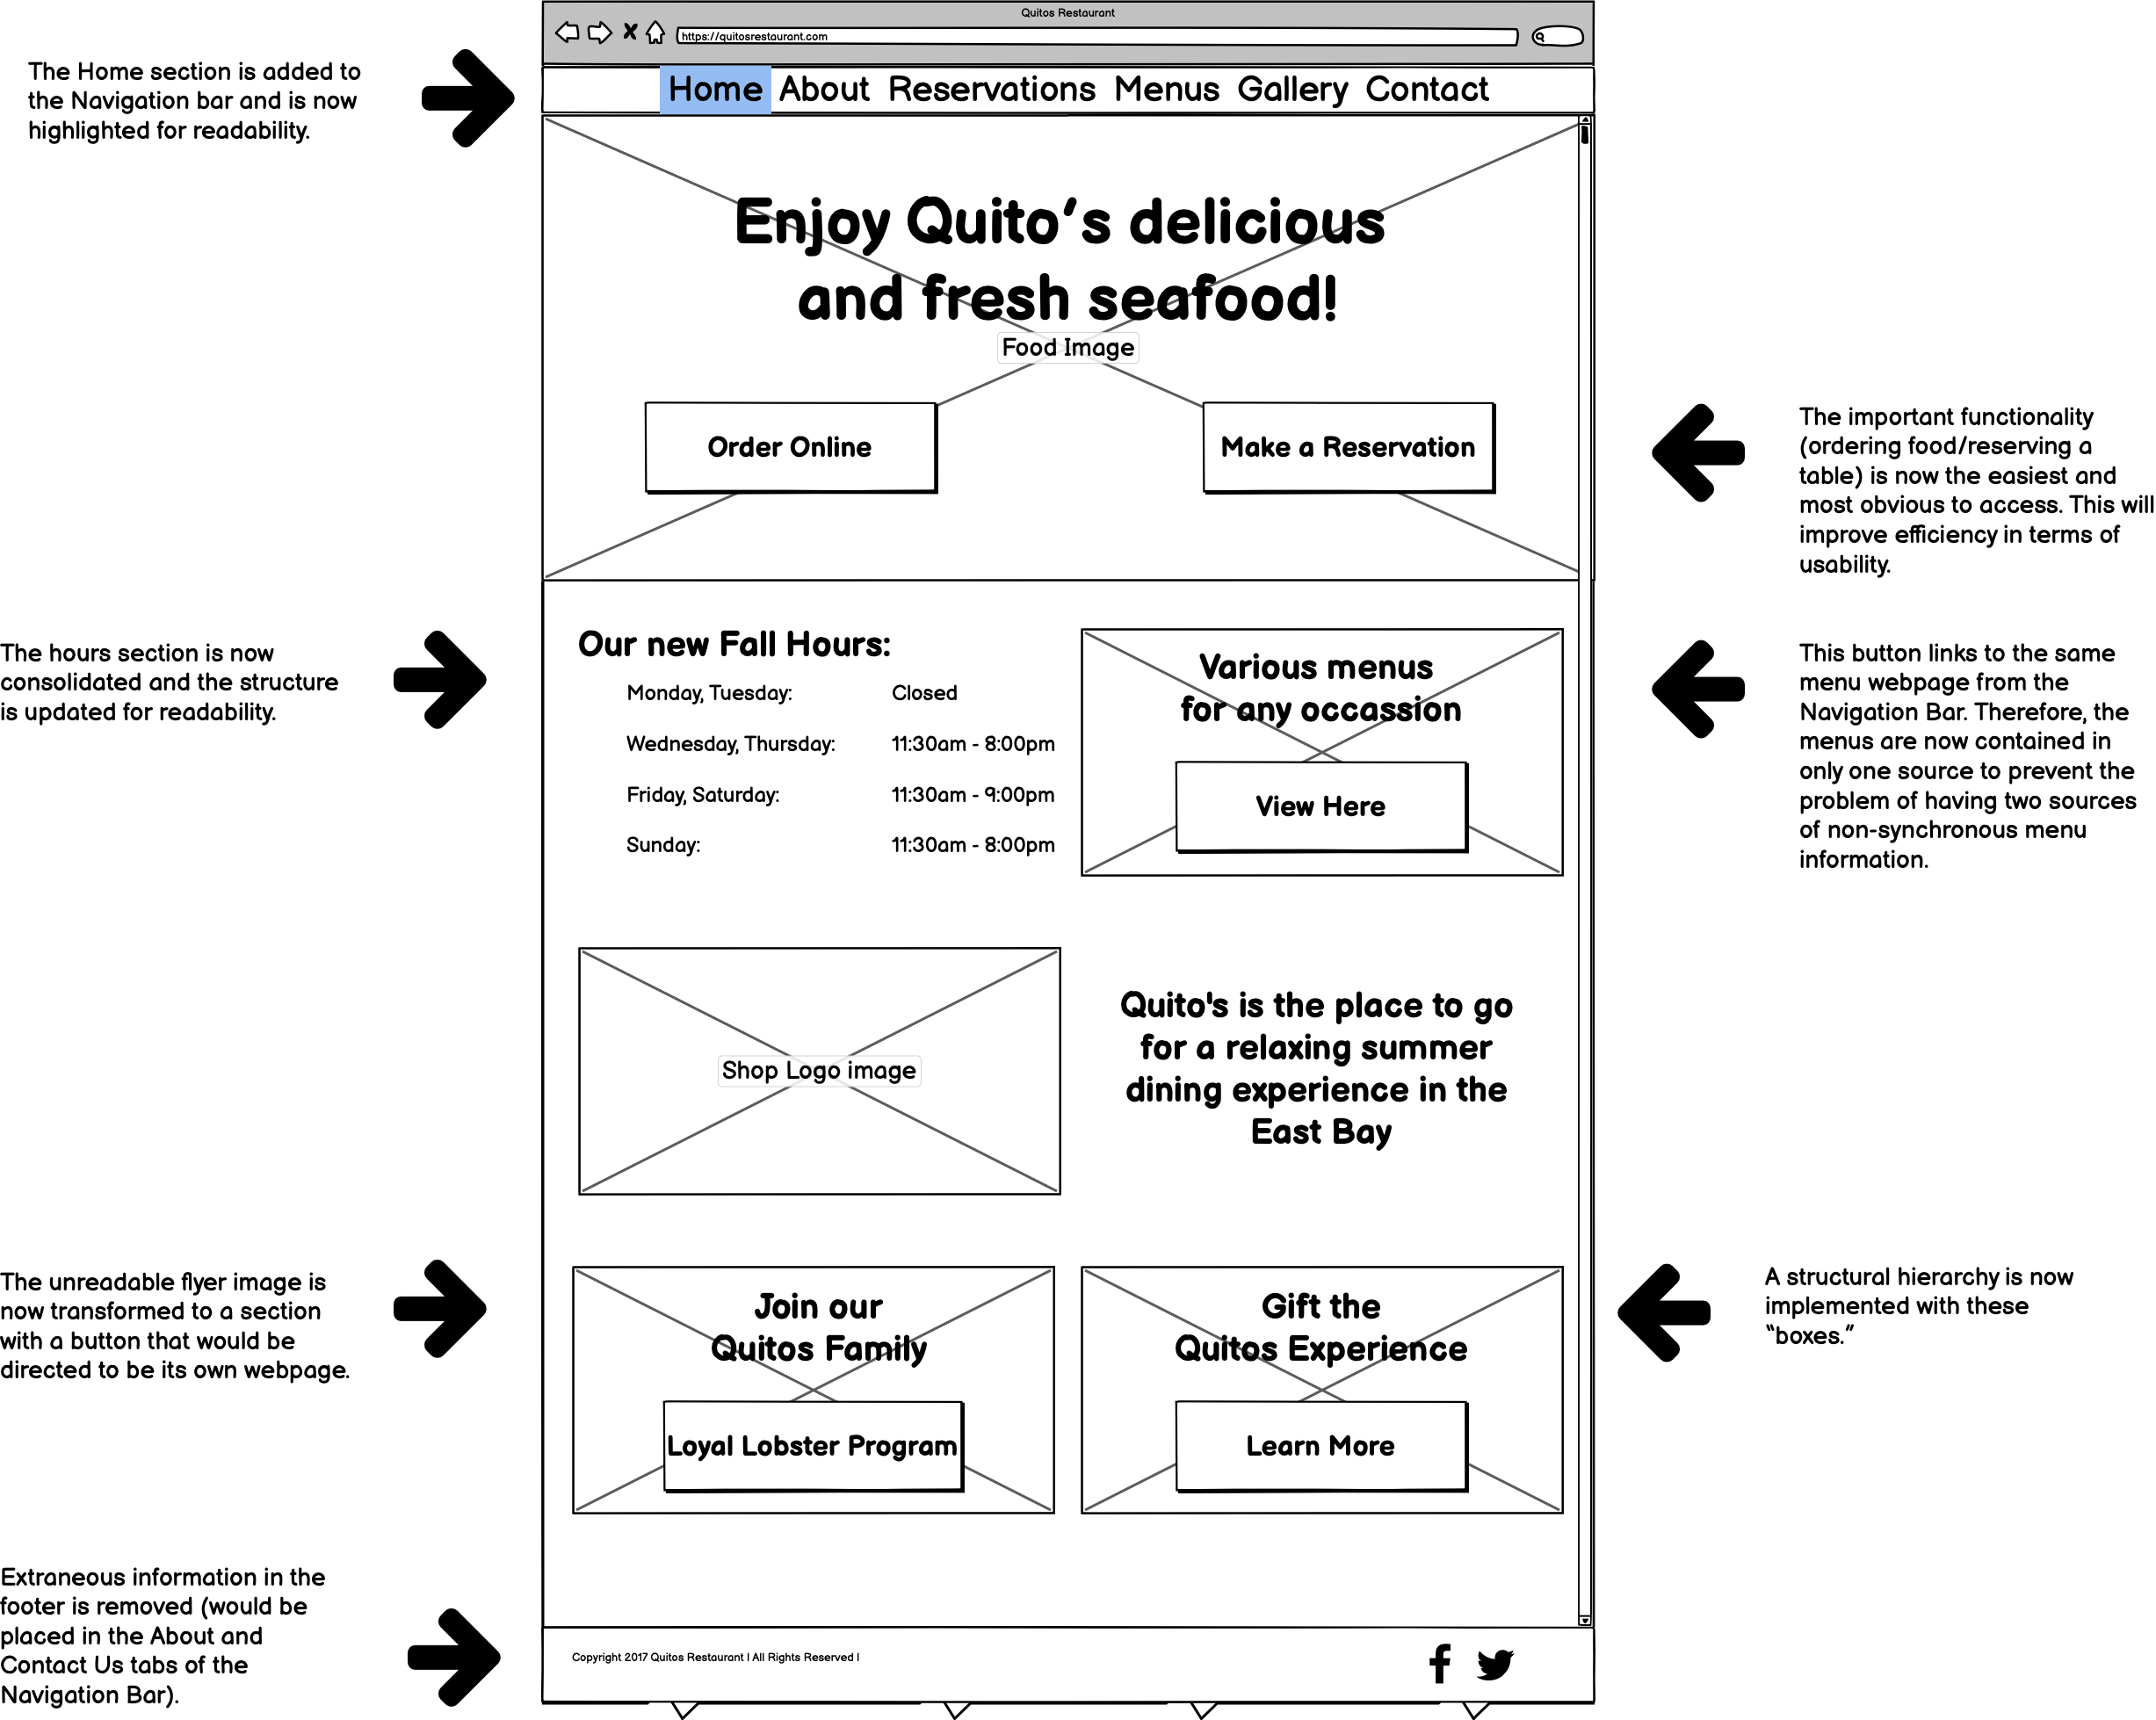 Quitos Restaurant
https://quitosrestaurant.com
Home About Reservations Menus Gallery Contact
The Home section is added to
the Navigation bar and is now
highlighted for readability.
Enjoy Quito's delicious
and fresh seafood!
Food Image
Order Online
Make a Reservation
The important functionality
(ordering food/reserving a
table) is now the easiest and
most obvious to access. This will
improve efficiency in terms of
usability.
The hours section is now
consolidated and the structure
is updated for readability.
Our new Fall Hours:
Monday, Tuesday: Closed
Wednesday, Thursday: 11:30am - 8:00pm
Friday, Saturday: 11:30am - 9:00pm
Sunday: 11:30am - 8:00pm
Various menus
for any occassion
View Here
This button links to the same
menu webpage from the
Navigation Bar. Therefore, the
menus are now contained in
only one source to prevent the
problem of having two sources
of non-synchronous menu
information.
Shop Logo image
Quito's is the place to go
for a relaxing summer
dining experience in the
East Bay
The unreadable flyer image is
now transformed to a section
with a button that would be
directed to be its own webpage.
Join our
Quitos Family
Loyal Lobster Program
Gift the
Quitos Experience
Learn More
A structural hierarchy is now
implemented with these
“boxes.”
Extraneous information in the
footer is removed (would be
placed in the About and
Contact Us tabs of the
Navigation Bar).
Copyright 2017 Quitos Restaurant | All Rights Reserved |